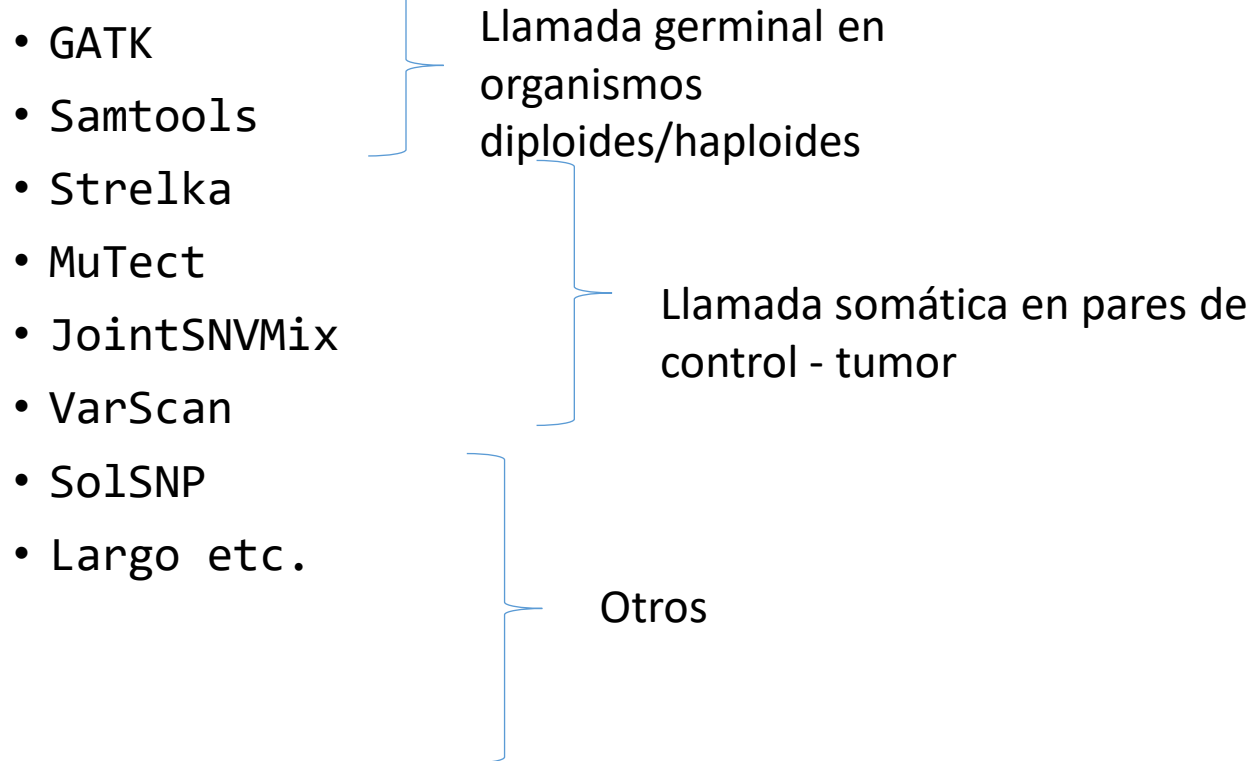 • GATK
• Samtools
• Strelka
• MuTect
• JointSNVMix
• VarScan
• SolSNP
• Largo etc.
Llamada germinal en
organismos
diploides/haploides
Llamada somática en pares de
control - tumor
Otros